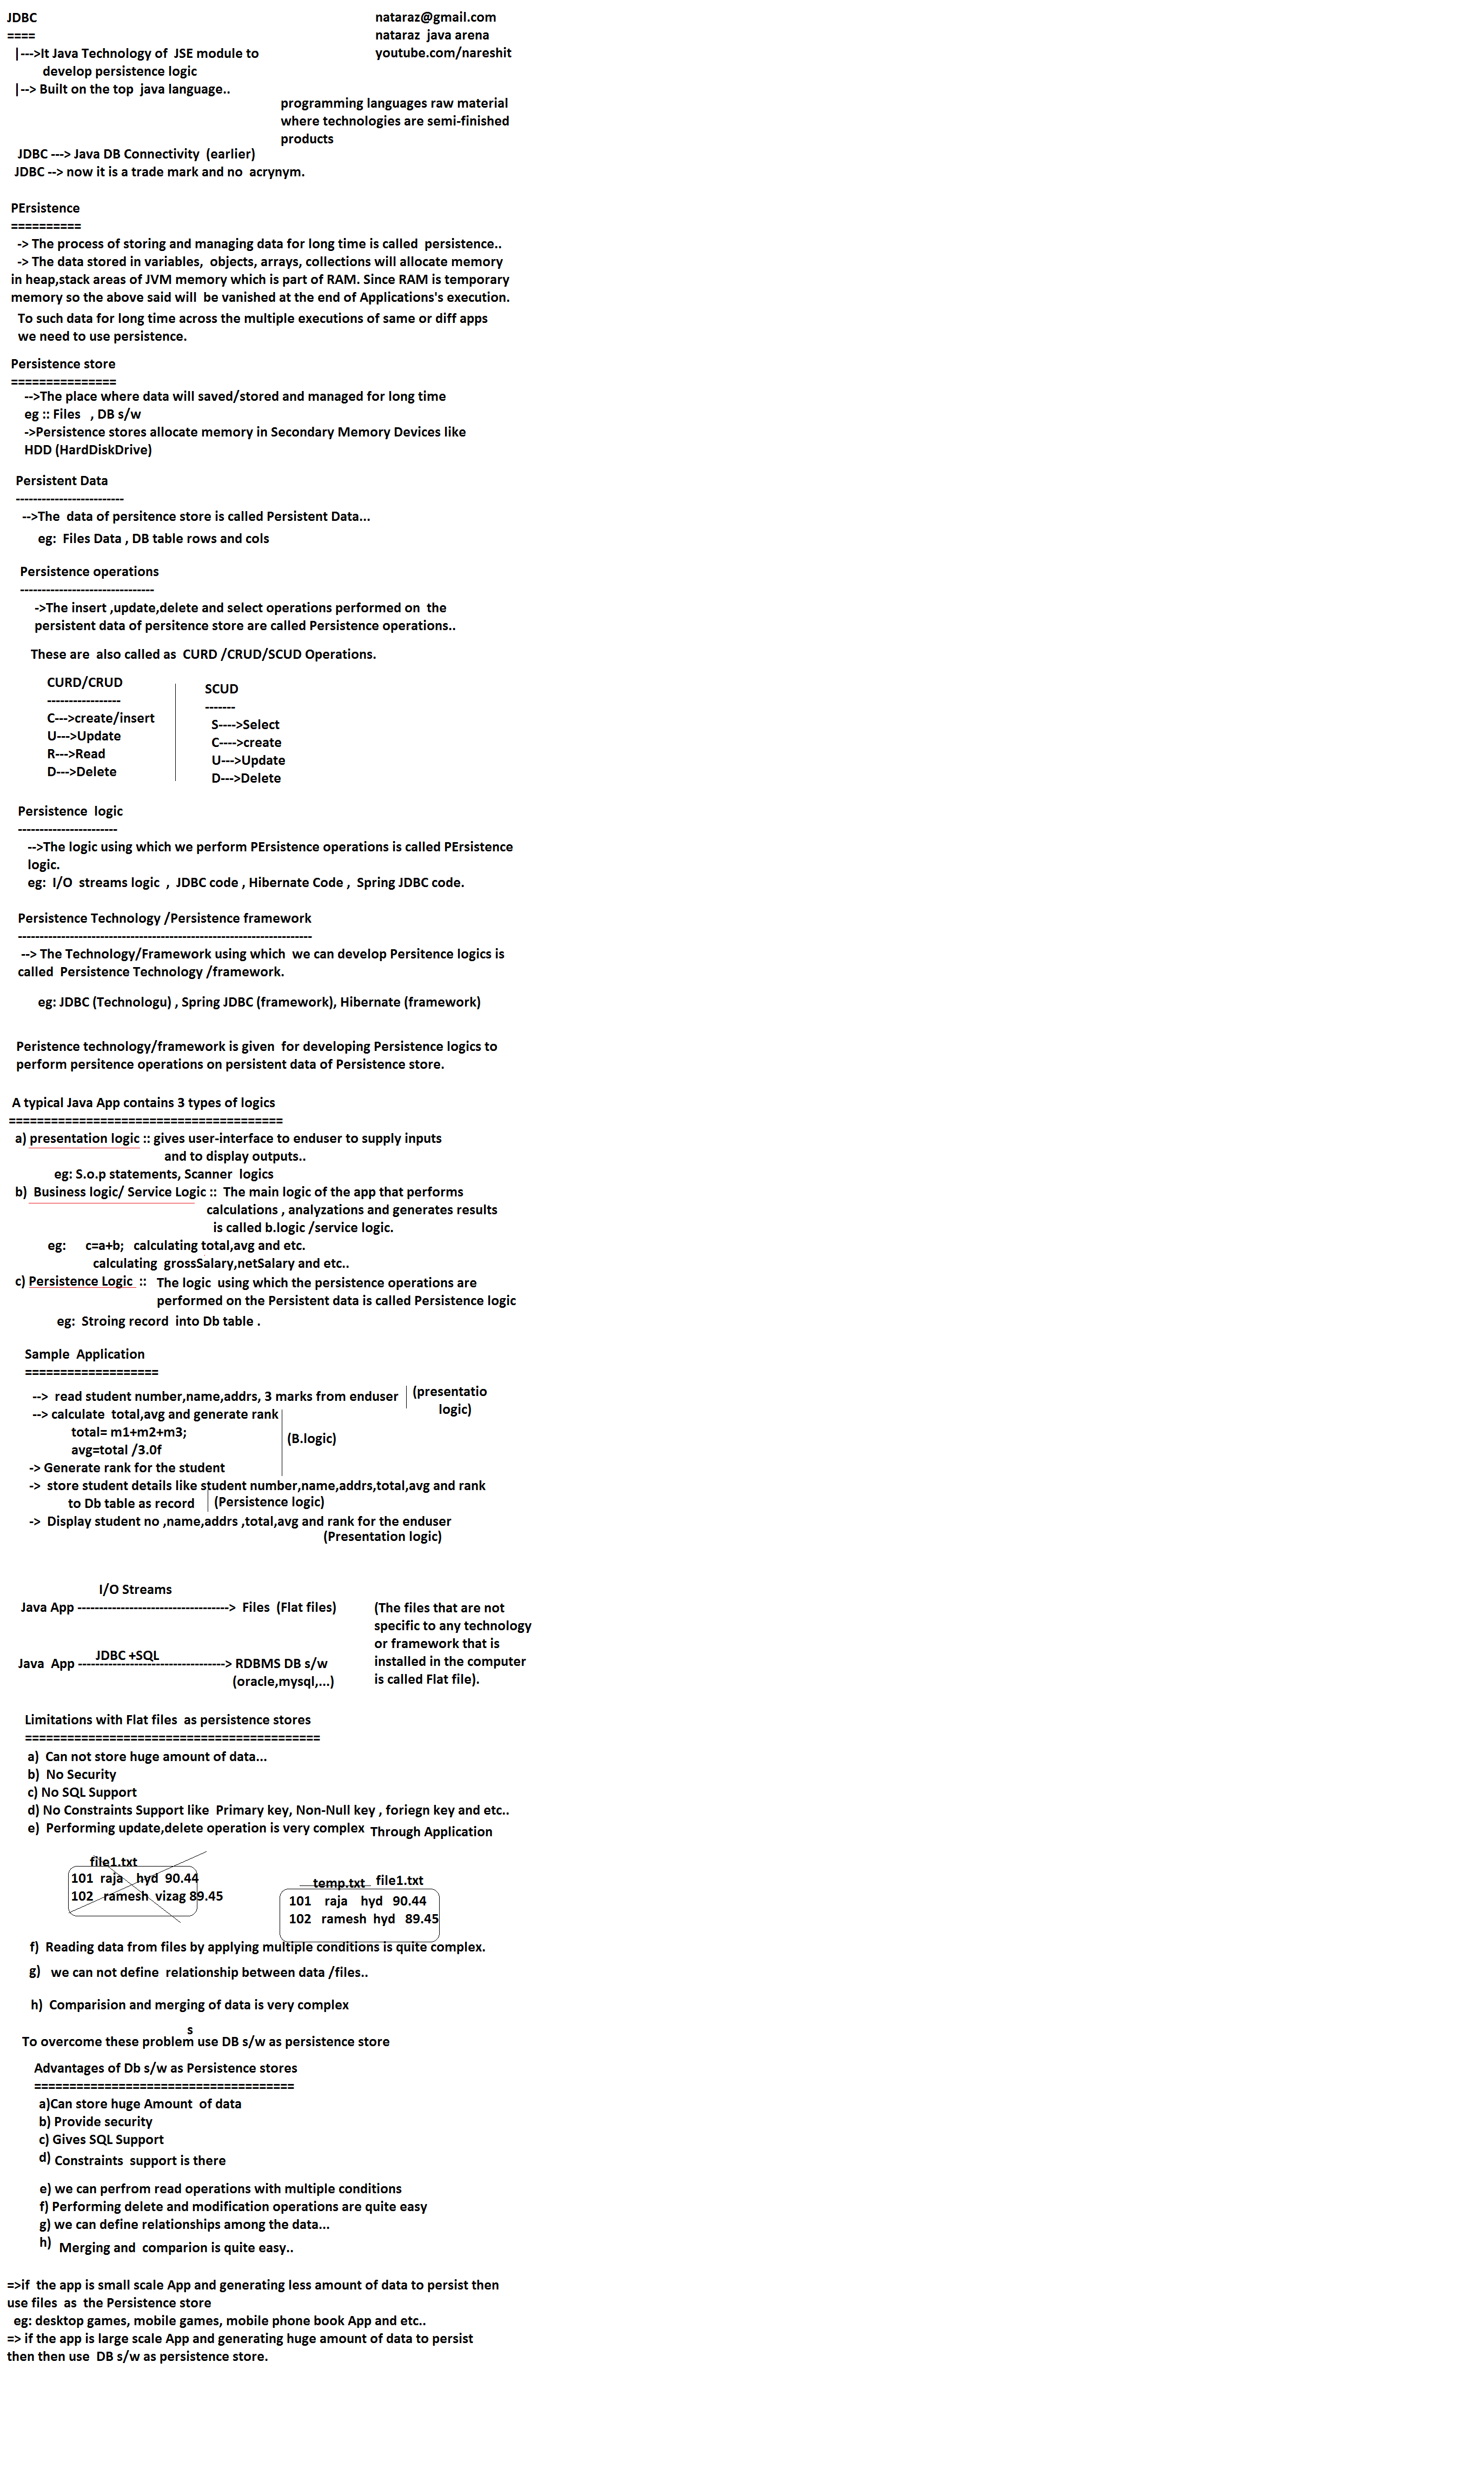 JDBC
====
|--->It Java Technology of  JSE module to
develop persistence logic
|--> Built on the top  java language..
nataraz@gmail.com
nataraz  java arena
youtube.com/nareshit
programming languages raw material
where technologies are semi-finished
products
JDBC ---> Java DB Connectivity  (earlier)
JDBC --> now it is a trade mark and no  acrynym.
PErsistence
==========
-> The process of storing and managing data for long time is called  persistence..
-> The data stored in variables,  objects, arrays, collections will allocate memory
in heap,stack areas of JVM memory which is part of RAM. Since RAM is temporary
memory so the above said will  be vanished at the end of Applications's execution.
To such data for long time across the multiple executions of same or diff apps
we need to use persistence.
Persistence store
===============
-->The place where data will saved/stored and managed for long time
eg :: Files   , DB s/w
->Persistence stores allocate memory in Secondary Memory Devices like
HDD (HardDiskDrive)
Persistent Data
-------------------------
-->The  data of persitence store is called Persistent Data...
eg:  Files Data , DB table rows and cols
Persistence operations
-------------------------------
->The insert ,update,delete and select operations performed on  the
persistent data of persitence store are called Persistence operations..
These are  also called as  CURD /CRUD/SCUD Operations.
CURD/CRUD
-----------------
C--->create/insert
U--->Update
R--->Read
D--->Delete
SCUD
-------
S---->Select
C---->create
U--->Update
D--->Delete
Persistence  logic
-----------------------
-->The logic using which we perform PErsistence operations is called PErsistence
logic.
eg:  I/O  streams logic  ,  JDBC code , Hibernate Code ,  Spring JDBC code.
Persistence Technology /Persistence framework
--------------------------------------------------------------------
--> The Technology/Framework using which  we can develop Persitence logics is
called  Persistence Technology /framework.
eg: JDBC (Technologu) , Spring JDBC (framework), Hibernate (framework)
Peristence technology/framework is given  for developing Persistence logics to
perform persitence operations on persistent data of Persistence store.
A typical Java App contains 3 types of logics
=======================================
a) presentation logic :: gives user-interface to enduser to supply inputs
and to display outputs..
eg: S.o.p statements, Scanner  logics
b)  Business logic/ Service Logic ::  The main logic of the app that performs
calculations , analyzations and generates results
is called b.logic /service logic.
eg:      c=a+b;   calculating total,avg and etc.
calculating  grossSalary,netSalary and etc..
c) Persistence Logic  ::   The logic  using which the persistence operations are
performed on the Persistent data is called Persistence logic
eg:  Stroing record  into Db table .
Sample  Application
===================
-->  read student number,name,addrs, 3 marks from enduser
(presentatio
logic)
--> calculate  total,avg and generate rank
total= m1+m2+m3;
avg=total /3.0f
(B.logic)
-> Generate rank for the student
->  store student details like student number,name,addrs,total,avg and rank
to Db table as record
(Persistence logic)
->  Display student no ,name,addrs ,total,avg and rank for the enduser
(Presentation logic)
I/O Streams
Java App ----------------------------------->  Files  (Flat files)
(The files that are not
specific to any technology
or framework that is
installed in the computer
is called Flat file).
JDBC +SQL
Java  App ----------------------------------> RDBMS DB s/w
(oracle,mysql,...)
Limitations with Flat files  as persistence stores
==========================================
a)  Can not store huge amount of data...
b)  No Security
c) No SQL Support
d) No Constraints Support like  Primary key, Non-Null key , foriegn key and etc..
e)  Performing update,delete operation is very complex  Through Application
file1.txt
101  raja   hyd  90.44
102   ramesh  vizag 89.45
temp.txt   file1.txt
101    raja    hyd   90.44
102   ramesh  hyd   89.45
f)  Reading data from files by applying multiple conditions is quite complex.
g)   we can not define  relationship between data /files..
h)  Comparision and merging of data is very complex
s
To overcome these problem use DB s/w as persistence store
Advantages of Db s/w as Persistence stores
=====================================
a)Can store huge Amount  of data
b) Provide security
c) Gives SQL Support
d) Constraints  support is there
e) we can perfrom read operations with multiple conditions
f) Performing delete and modification operations are quite easy
g) we can define relationships among the data...
h)  Merging and  comparion is quite easy..
=>if  the app is small scale App and generating less amount of data to persist then
use files  as  the Persistence store
eg: desktop games, mobile games, mobile phone book App and etc..
=> if the app is large scale App and generating huge amount of data to persist
then then use  DB s/w as persistence store.